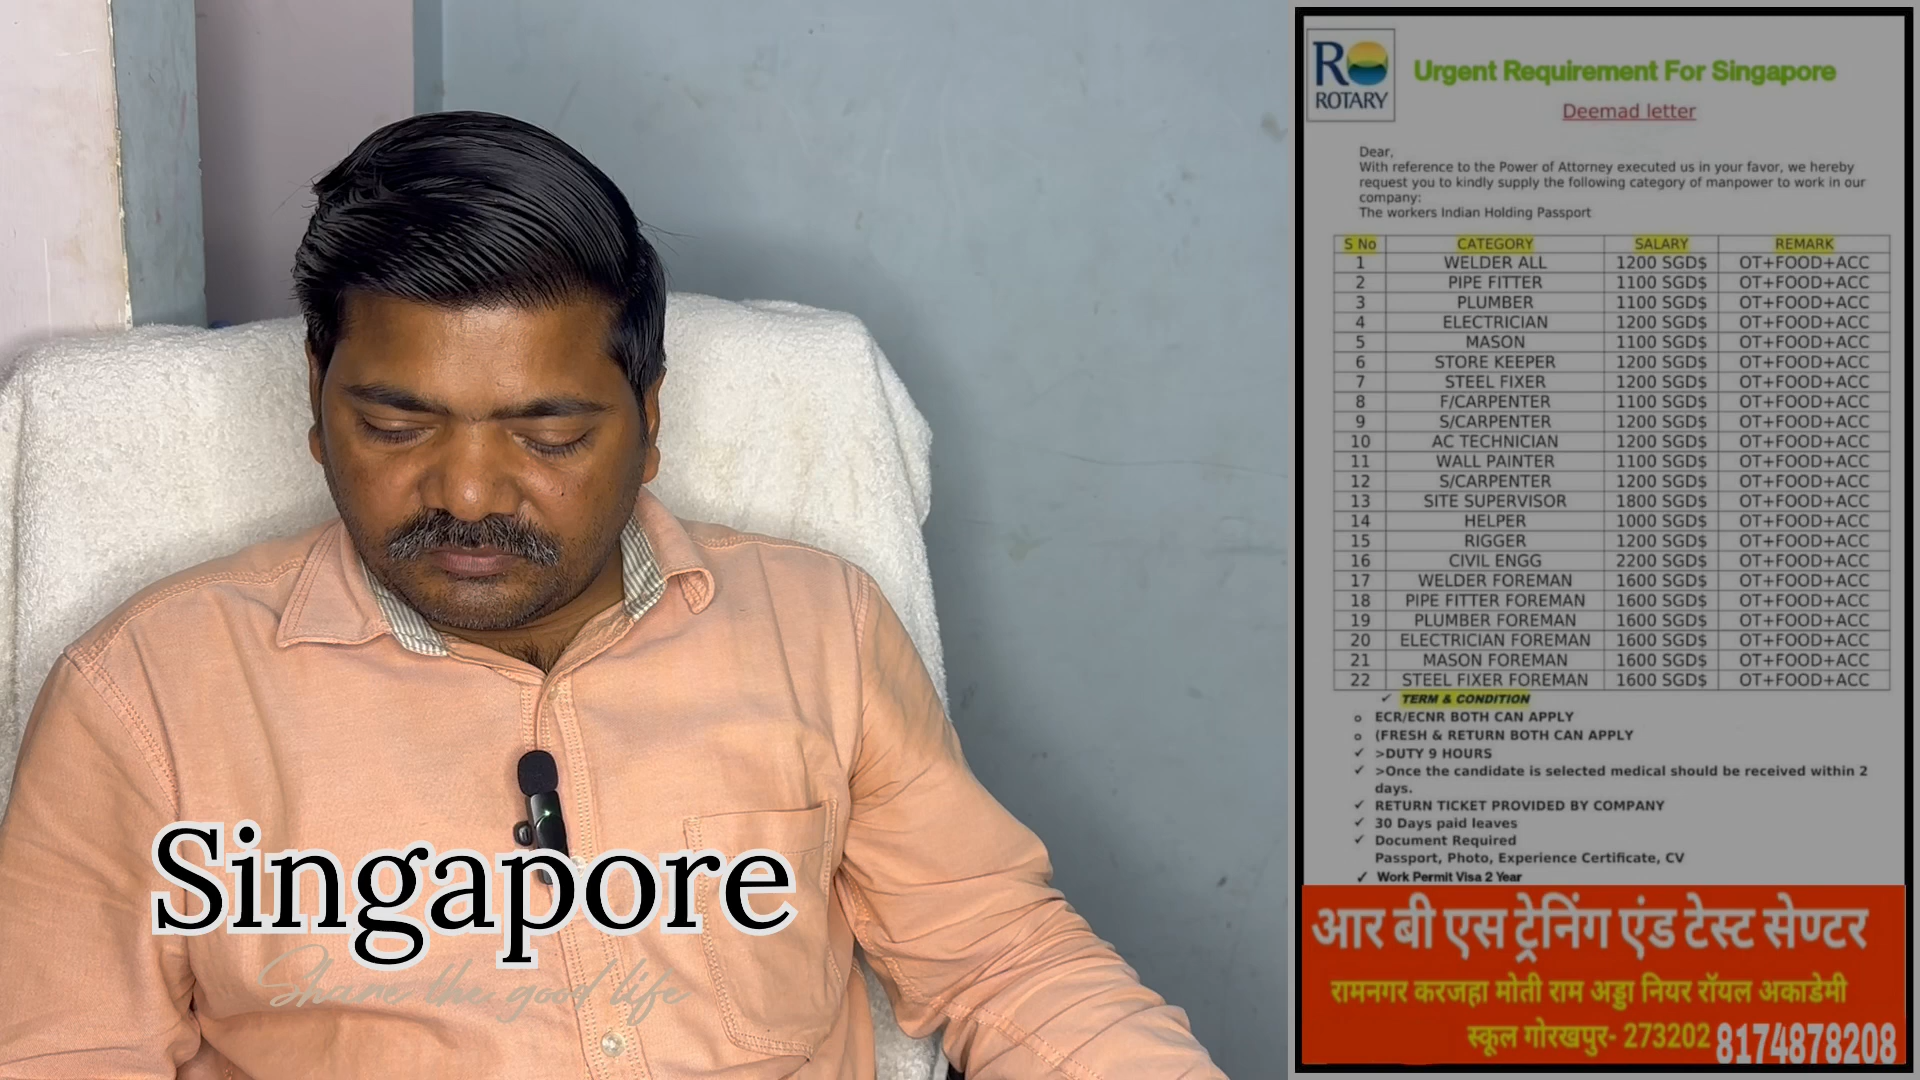 RO
ROTARY
Urgent Requirement For Singapore
Deemad letter
Dear,
With reference to the Power of Attorney executed us in your favor, we hereby
request you to kindly supply the following category of manpower to work in our
company:
The workers Indian Holding Passport
S No CATEGORY SALARY REMARK
1 WELDER ALL 1200 SGD$ OT+FOOD+ACC
2 PIPE FITTER 1100 SGD$ OT+FOOD+ACC
3 PLUMBER 1100 SGD$ OT+FOOD+ACC
4 ELECTRICIAN 1200 SGD$ OT+FOOD+ACC
5 MASON 1100 SGD$ OT+FOOD+ACC
6 STORE KEEPER 1200 SGD$ OT+FOOD+ACC
7 STEEL FIXER 1200 SGD$ OT+FOOD+ACC
8 F/CARPENTER 1100 SGD$ OT+FOOD+ACC
9 S/CARPENTER 1200 SGD$ OT+FOOD+ACC
10 AC TECHNICIAN 1200 SGD$ OT+FOOD+ACC
11 WALL PAINTER 1100 SGD$ OT+FOOD+ACC
12 S/CARPENTER 1200 SGD$ OT+FOOD+ACC
13 SITE SUPERVISOR 1800 SGD$ OT+FOOD+ACC
14 HELPER 1000 SGD$ OT+FOOD+ACC
15 RIGGER 1200 SGD$ OT+FOOD+ACC
16 CIVIL ENGG 2200 SGD$ OT+FOOD+ACC
17 WELDER FOREMAN 1600 SGD$ OT+FOOD+ACC
18 PIPE FITTER FOREMAN 1600 SGD$ OT+FOOD+ACC
19 PLUMBER FOREMAN 1600 SGD$ OT+FOOD+ACC
20 ELECTRICIAN FOREMAN 1600 SGD$ OT+FOOD+ACC
21 MASON FOREMAN 1600 SGD$ OT+FOOD+ACC
22 STEEL FIXER FOREMAN 1600 SGD$ OT+FOOD+ACC
✓ TERM & CONDITION
o ECR/ECNR BOTH CAN APPLY
o (FRESH & RETURN BOTH CAN APPLY
✓ >DUTY 9 HOURS
✓ >Once the candidate is selected medical should be received within 2
days.
✓ RETURN TICKET PROVIDED BY COMPANY
✓ 30 Days paid leaves
✓ Document Required
Passport, Photo, Experience Certificate, CV
✓ Work Permit Visa 2 Year
आर बी एस ट्रेनिंग एंड टेस्ट सेण्टर
रामनगर करजहा मोती राम अड्डा नियर रॉयल अकाडेमी
स्कूल गोरखपुर- 273202 8174878208
Singapore
Share the good life